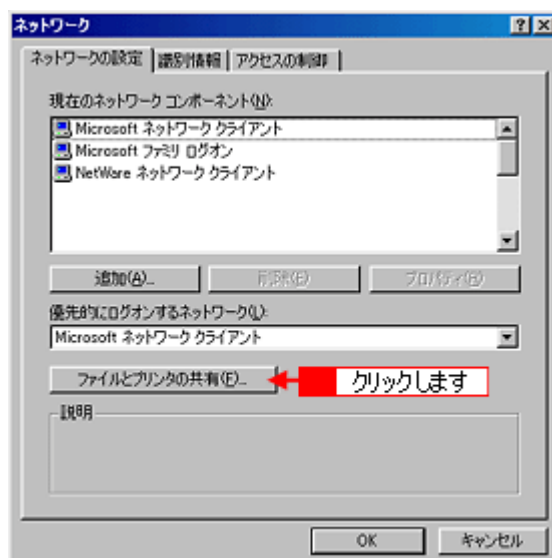 ネットワーク
ネットワークの設定 識別情報 アクセスの制御
現在のネットワーク コンポーネント(N):
Microsoft ネットワーク クライアント
Microsoft ファミリ ログオン
NetWare ネットワーク クライアント
追加(A)... 削除(E) プロパティ(R)
優先的にログオンするネットワーク(L):
Microsoft ネットワーク クライアント
ファイルとプリンタの共有(F)... クリックします
説明
OK キャンセル